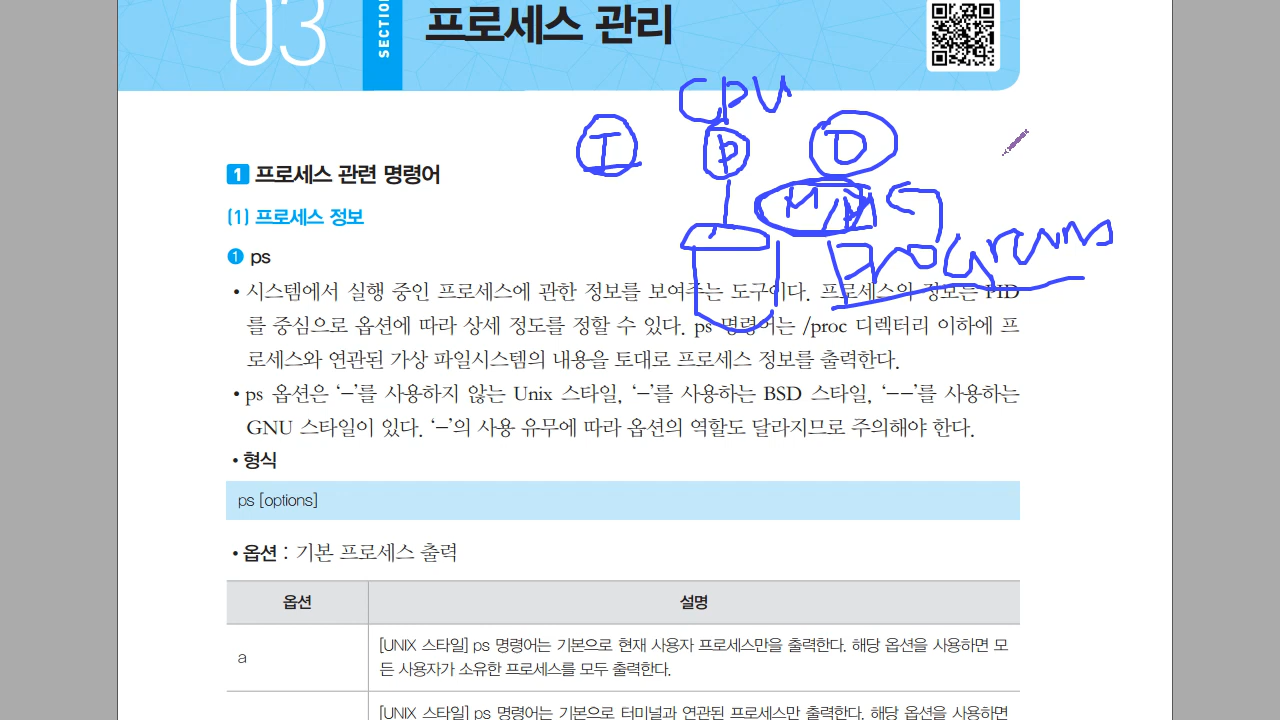 03
SECTION
프로세스 관리
CPU
I
P
D
M/M
Programs
1 프로세스 관련 명령어
(1) 프로세스 정보
1 ps
• 시스템에서 실행 중인 프로세스에 관한 정보를 보여주는 도구이다. 프로세스의 정보는 PID
를 중심으로 옵션에 따라 상세 정도를 정할 수 있다. ps 명령어는 /proc 디렉터리 이하에 프
로세스와 연관된 가상 파일시스템의 내용을 토대로 프로세스 정보를 출력한다.
• ps 옵션은 ‘−’를 사용하지 않는 Unix 스타일, ‘−’를 사용하는 BSD 스타일, ‘−−’를 사용하는
GNU 스타일이 있다. ‘−’의 사용 유무에 따라 옵션의 역할도 달라지므로 주의해야 한다.
• 형식
ps [options]
• 옵션 : 기본 프로세스 출력
옵션 설명
a [UNIX 스타일] ps 명령어는 기본으로 현재 사용자 프로세스만을 출력한다. 해당 옵션을 사용하면 모
든 사용자가 소유한 프로세스를 모두 출력한다.
[UNIX 스타일] ps 명령어는 기본으로 터미널과 연관된 프로세스만 출력한다. 해당 옵션을 사용하면